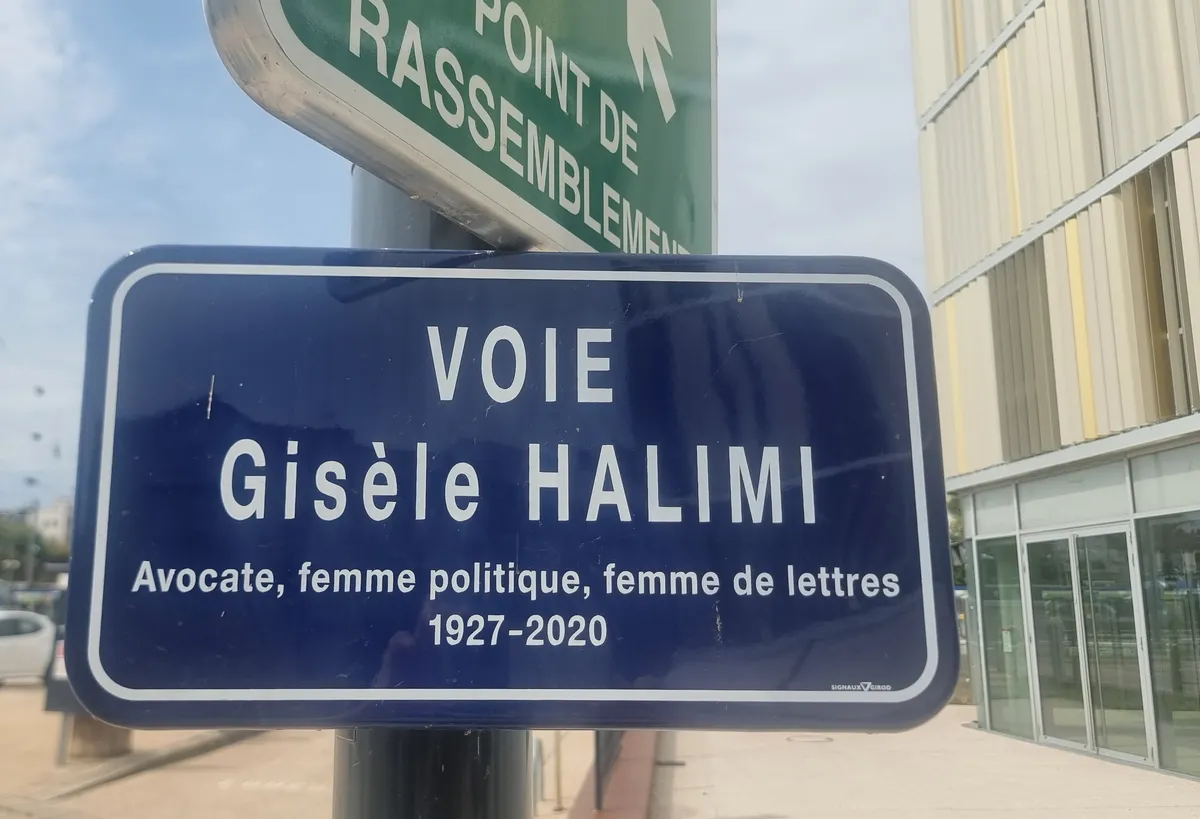 POINT DE
RASSEMBLEMENT
VOIE
Gisèle HALIMI
Avocate, femme politique, femme de lettres
1927-2020
SIGNAUX GIROD